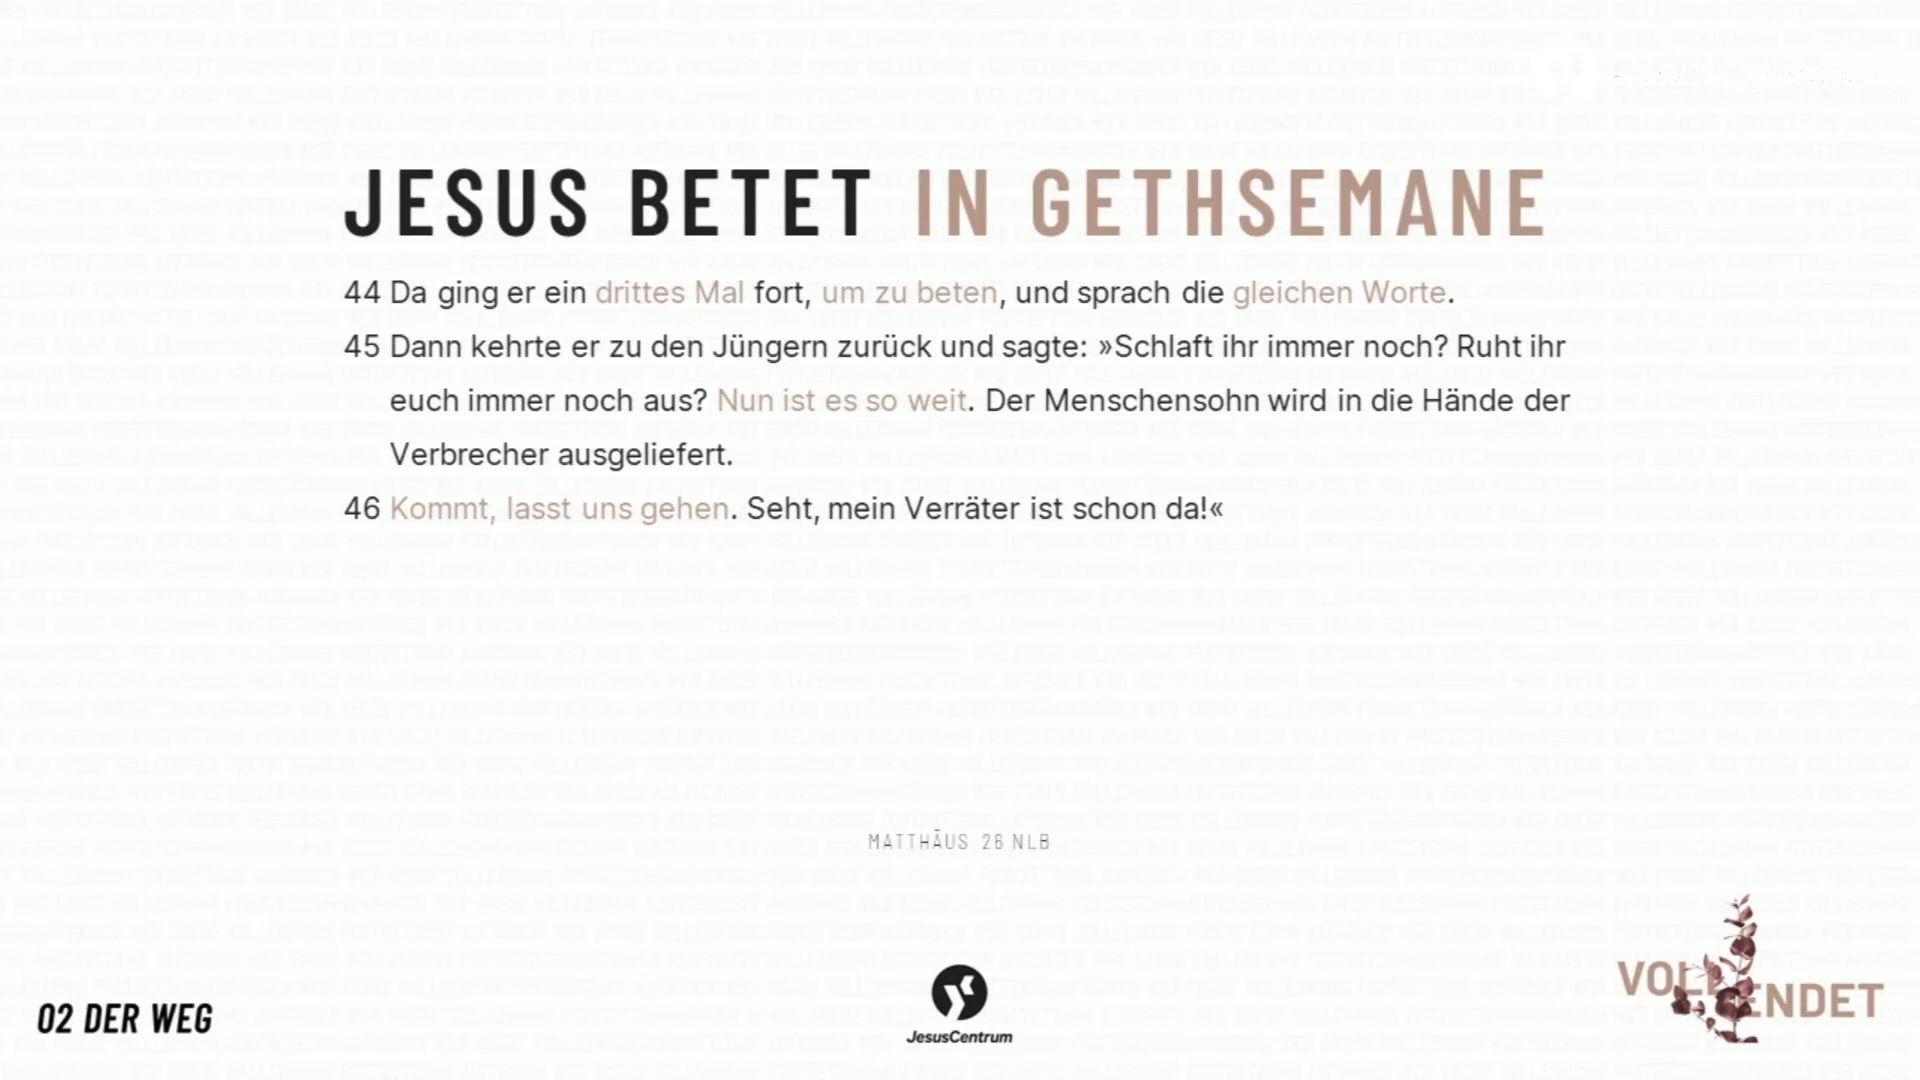 JESUS BETET IN GETHSEMANE
44 Da ging er ein drittes Mal fort, um zu beten, und sprach die gleichen Worte.
45 Dann kehrte er zu den Jüngern zurück und sagte: »Schlaft ihr immer noch? Ruht ihr
euch immer noch aus? Nun ist es so weit. Der Menschensohn wird in die Hände der
Verbrecher ausgeliefert.
46 Kommt, lasst uns gehen. Seht, mein Verräter ist schon da!«
MATTHÄUS 26 NLB
02 DER WEG
JesusCentrum
VOLLENDET